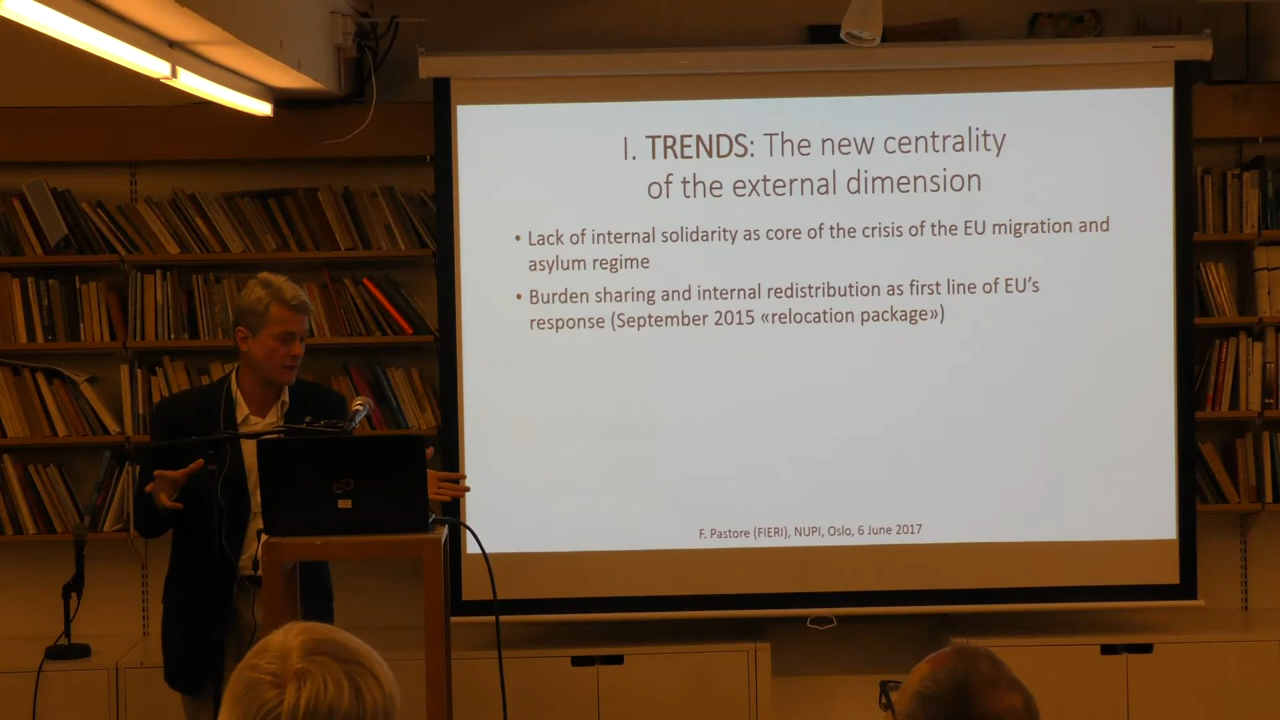 I. TRENDS: The new centrality
of the external dimension
• Lack of internal solidarity as core of the crisis of the EU migration and
asylum regime
• Burden sharing and internal redistribution as first line of EU's
response (September 2015 «relocation package»)
F. Pastore (FIERI), NUPI, Oslo, 6 June 2017